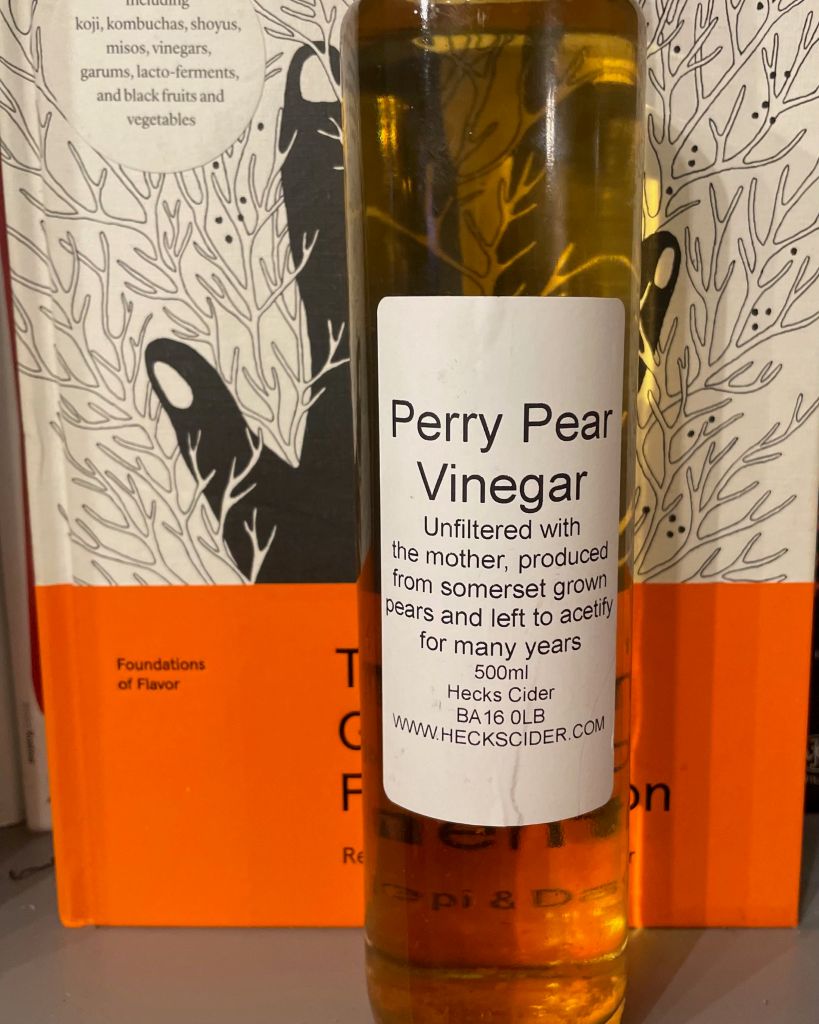 including
koji, kombuchas, shoyus,
misos, vinegars,
garums, lacto-ferments,
and black fruits and
vegetables
Perry Pear
Vinegar
Unfiltered with
the mother, produced
from somerset grown
pears and left to acetify
for many years
500ml
Hecks Cider
BA16 0LB
WWW.HECKSCIDER.COM
Foundations
of Flavor